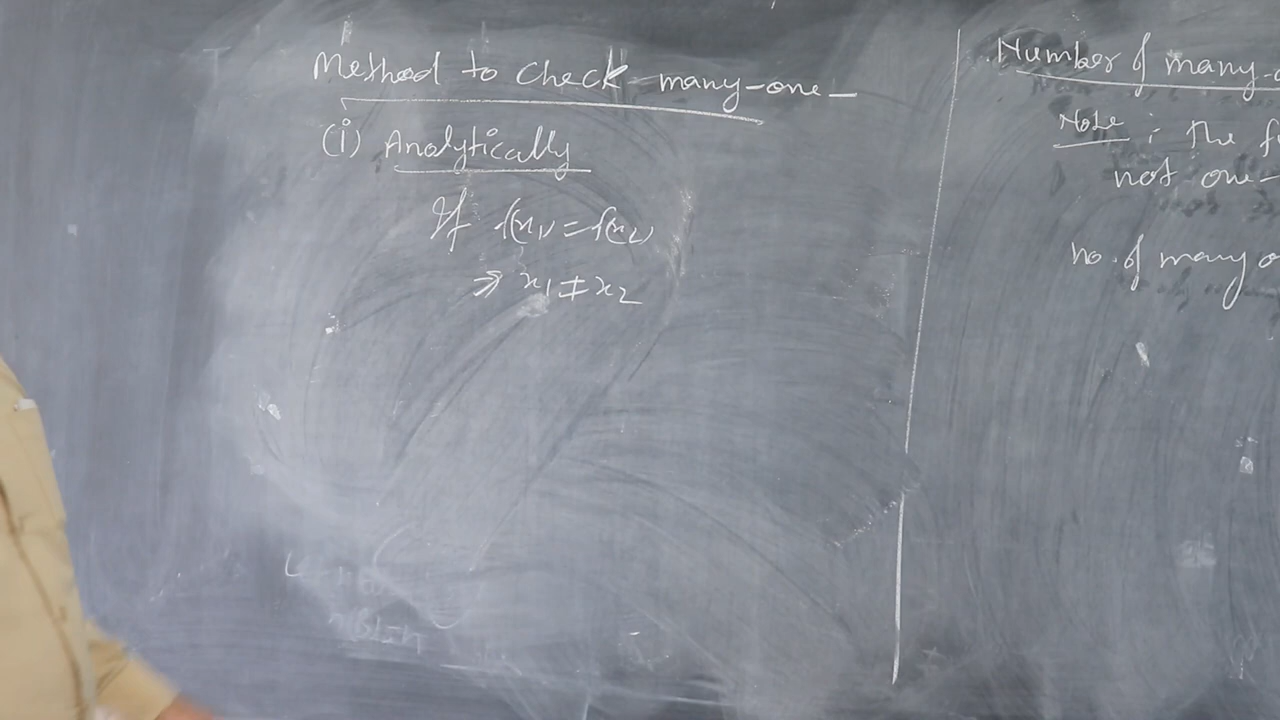 Method to check many-one -
(i) Analytically
If f(x₁) = f(x₂)
⇒ x₁ ≠ x₂
Number of many-o
Note : The f
not one-
no. of many o